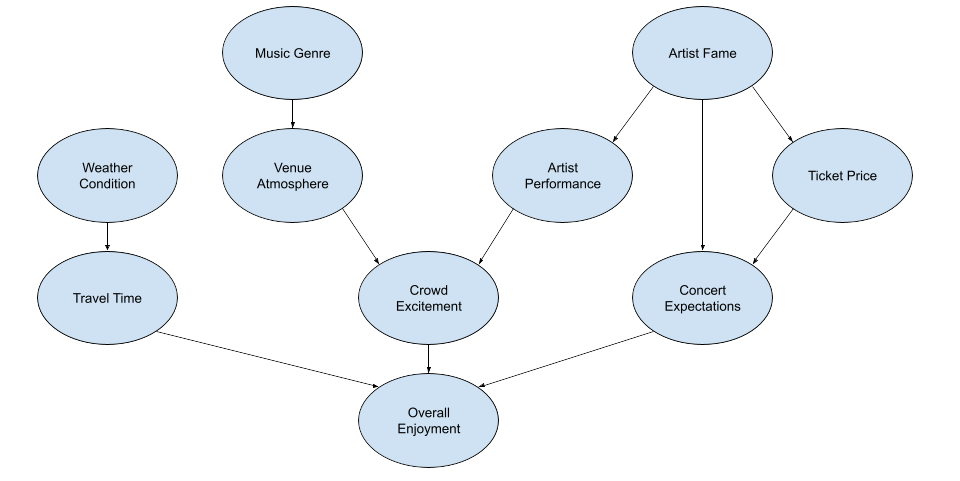 Music Genre
Artist Fame
Weather
Condition
Venue
Atmosphere
Artist
Performance
Ticket Price
Travel Time
Crowd
Excitement
Concert
Expectations
Overall
Enjoyment